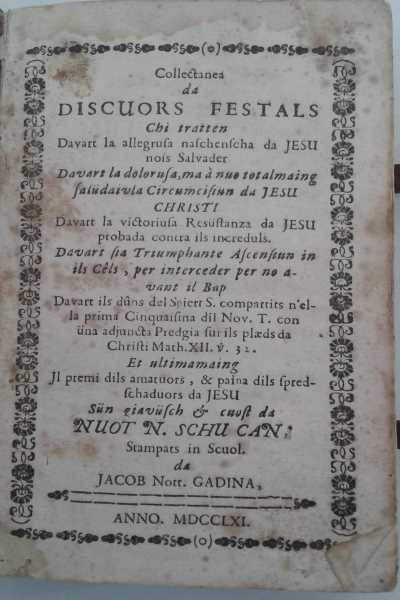 Collectanea
da
DISCUORS FESTALS
Chi tratten
Davart la allegrusa naschenscha da JESU
nois Salvader
Davart la dolorusa, ma à nuo totalmaing
salüdaivla Circumcisiun da JESU
CHRISTI
Davart la victoriusa Resüstanza da JESU
probada contra ils increduls.
Davart sia Triumphante Ascensiun in
ils Cêls, per interceder per no a-
vant il Bap
Davart ils dûns del Spiert S. compartits n'el-
la prima Cinquaisma dil Nov. T. con
üna adjuncta Predgia sur ils plæds da
Christi Math. XII. v̂. 32.
Et ultimamaing
Jl premi dils amatuors, & paina dils spred-
schaduors da JESU
Sün giavüsch & cuost da
NUOT N. SCHUCAN,
Stampats in Scuol.
da
JACOB Nott. GADINA,
ANNO. MDCCLXI.